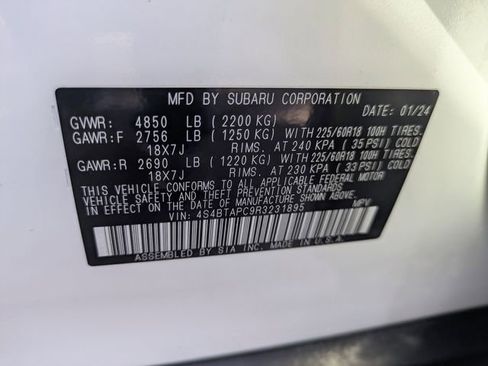 MFD BY SUBARU CORPORATION
DATE: 01/24
GVWR: 4850 LB (2200 KG)
GAWR:F 2756 LB (1250 KG) WITH 225/60R18 100H TIRES.
18X7J RIMS. AT 240 KPA (35 PSI) COLD
GAWR:R 2690 LB (1220 KG) WITH 225/60R18 100H TIRES.
18X7J RIMS. AT 230 KPA (33 PSI) COLD
THIS VEHICLE CONFORMS TO ALL APPLICABLE FEDERAL MOTOR
VEHICLE SAFETY AND THEFT PREVENTION STANDARDS IN EFFECT
ON THE DATE OF MANUFACTURE SHOWN ABOVE.
VIN: 4S4BTAPC9R3231895 MPV
ASSEMBLED BY SIA INC. MADE IN U.S.A.